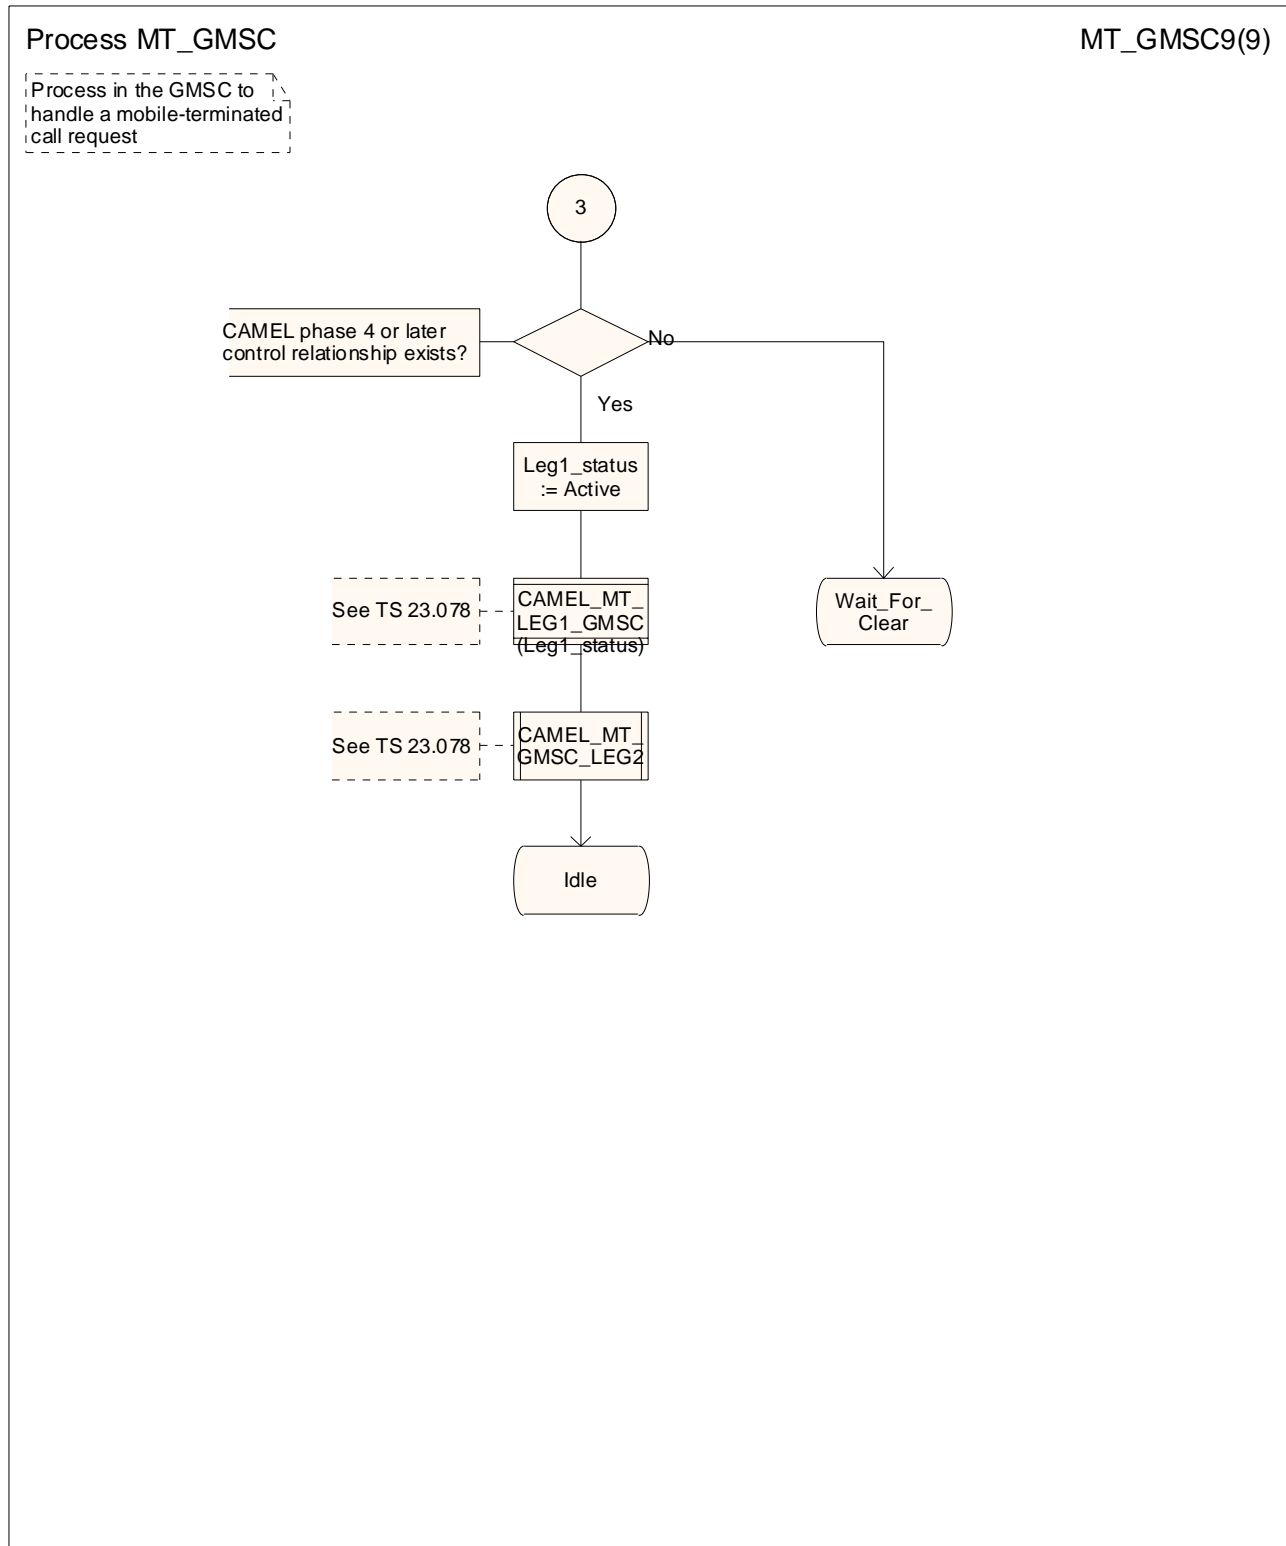 Process MT_GMSC
MT_GMSC9(9)
Process in the GMSC to
handle a mobile-terminated
call request
3
CAMEL phase 4 or later
control relationship exists?
No
Yes
Leg1_status
:= Active
See TS 23.078
CAMEL_MT_
LEG1_GMSC
(Leg1_status)
Wait_For_
Clear
See TS 23.078
CAMEL_MT_
GMSC_LEG2
Idle